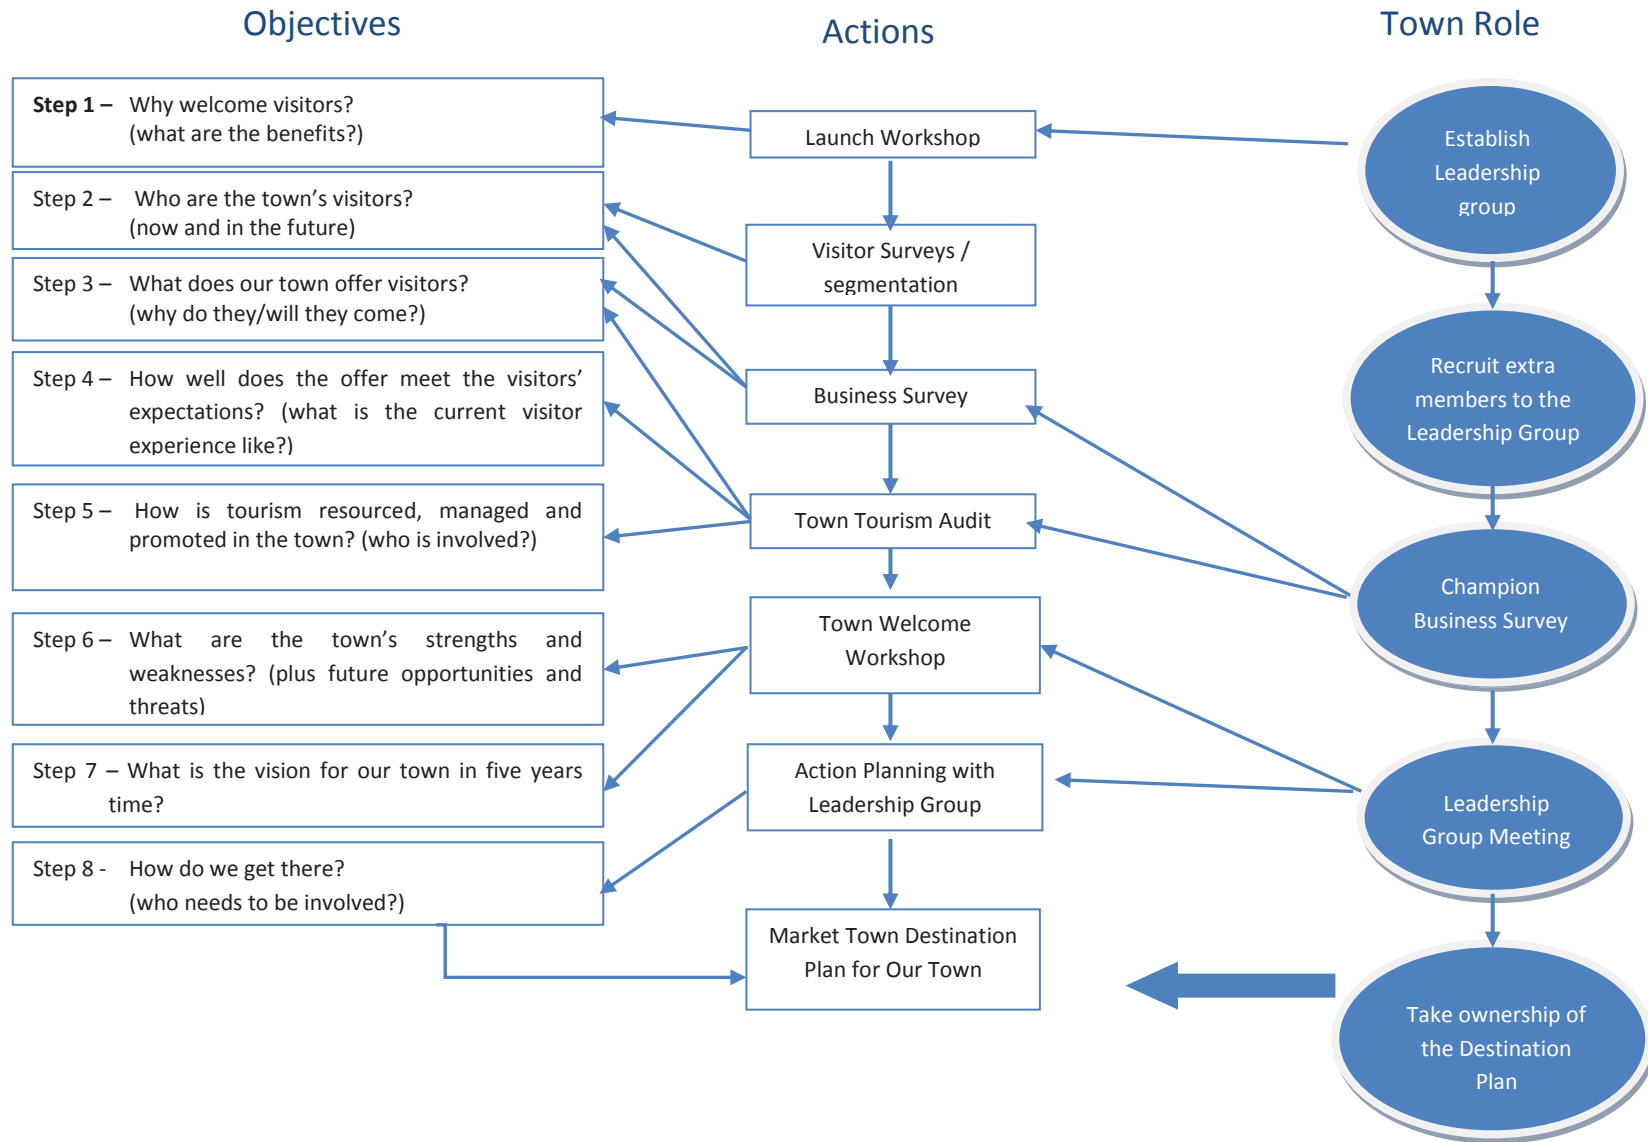 Objectives
Actions
Town Role
Step 1 – Why welcome visitors?
(what are the benefits?)
Step 2 – Who are the town’s visitors?
(now and in the future)
Step 3 – What does our town offer visitors?
(why do they/will they come?)
Step 4 – How well does the offer meet the visitors’
expectations? (what is the current visitor
experience like?)
Step 5 – How is tourism resourced, managed and
promoted in the town? (who is involved?)
Step 6 – What are the town’s strengths and
weaknesses? (plus future opportunities and
threats)
Step 7 – What is the vision for our town in five years
time?
Step 8 - How do we get there?
(who needs to be involved?)
Launch Workshop
Visitor Surveys /
segmentation
Business Survey
Town Tourism Audit
Town Welcome
Workshop
Action Planning with
Leadership Group
Market Town Destination
Plan for Our Town
Establish
Leadership
group
Recruit extra
members to the
Leadership Group
Champion
Business Survey
Leadership
Group Meeting
Take ownership of
the Destination
Plan